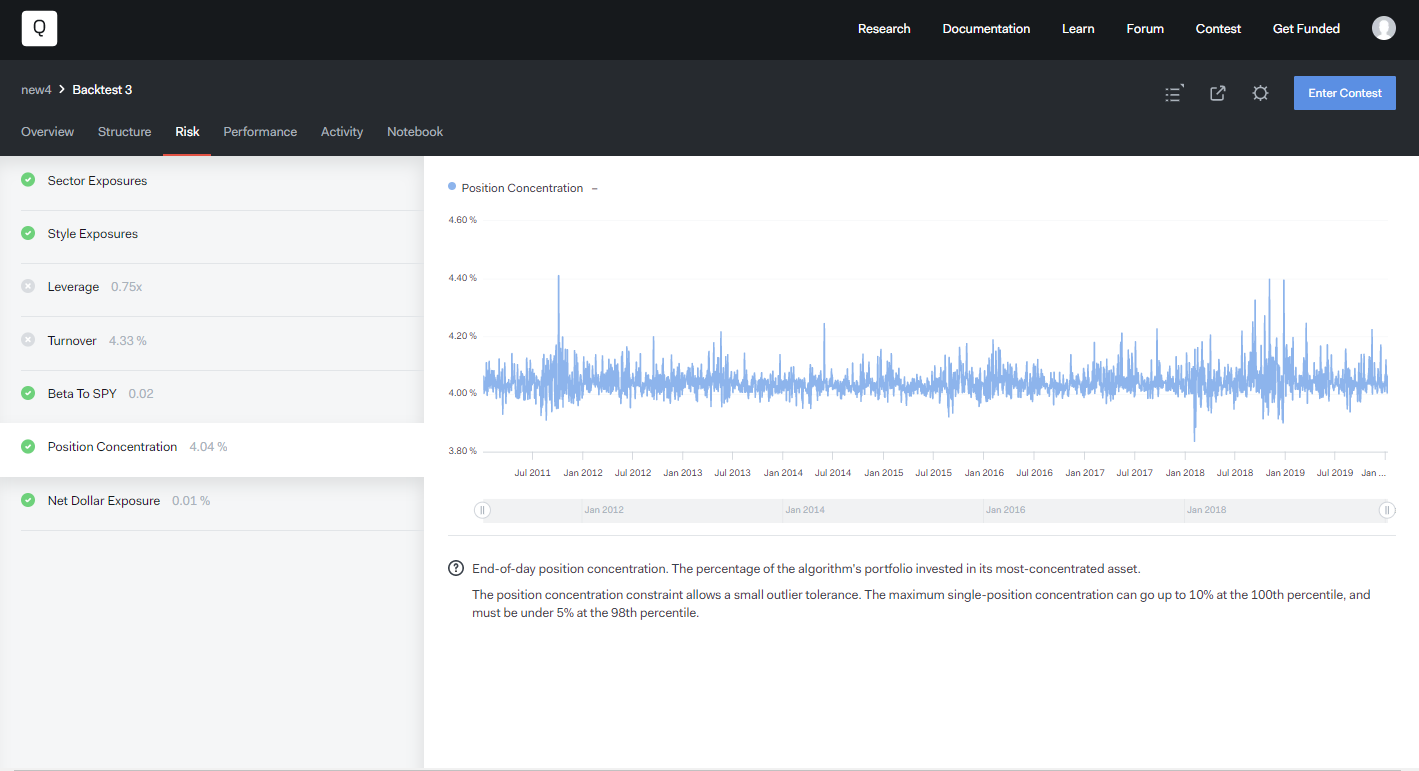 Q
Research Documentation Learn Forum Contest Get Funded
new4 > Backtest 3
Enter Contest
Overview Structure Risk Performance Activity Notebook
Sector Exposures
Style Exposures
Leverage 0.75x
Turnover 4.33 %
Beta To SPY 0.02
Position Concentration 4.04 %
Net Dollar Exposure 0.01 %
Position Concentration –
4.60 %
4.40 %
4.20 %
4.00 %
3.80 %
Jul 2011 Jan 2012 Jul 2012 Jan 2013 Jul 2013 Jan 2014 Jul 2014 Jan 2015 Jul 2015 Jan 2016 Jul 2016 Jan 2017 Jul 2017 Jan 2018 Jul 2018 Jan 2019 Jul 2019 Jan ...
Jan 2012 Jan 2014 Jan 2016 Jan 2018
? End-of-day position concentration. The percentage of the algorithm's portfolio invested in its most-concentrated asset.
The position concentration constraint allows a small outlier tolerance. The maximum single-position concentration can go up to 10% at the 100th percentile, and
must be under 5% at the 98th percentile.